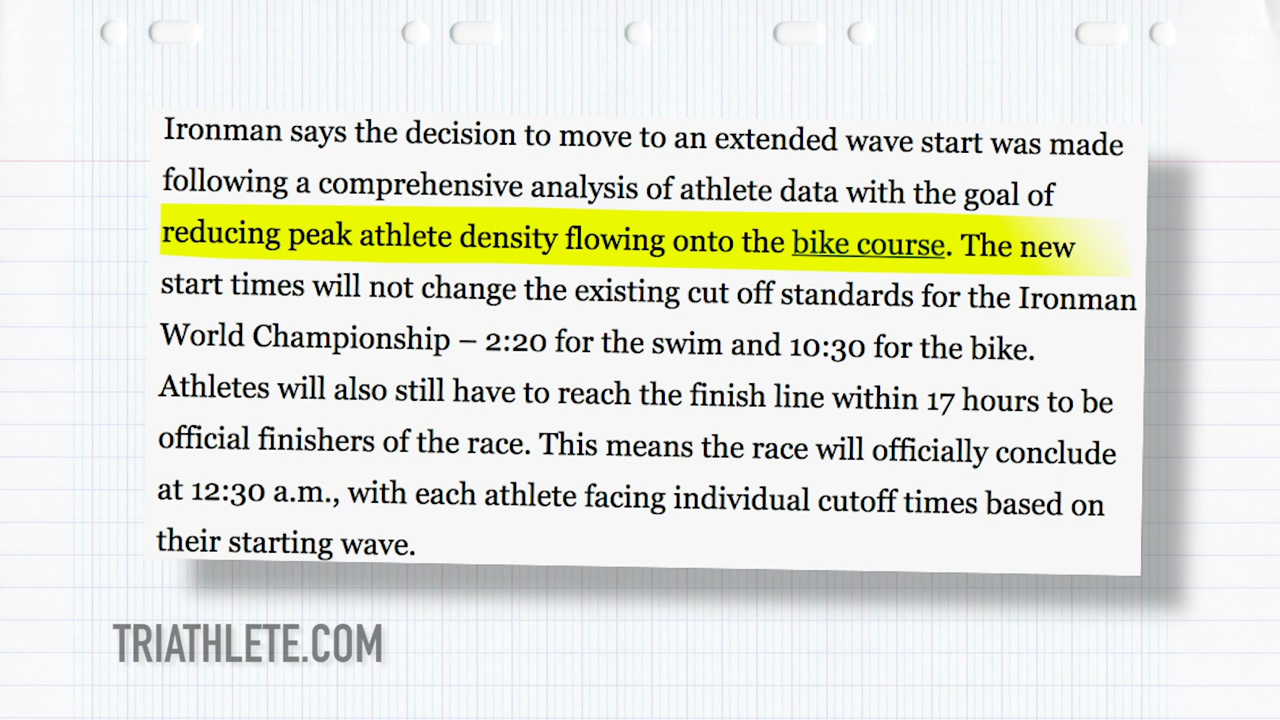 Ironman says the decision to move to an extended wave start was made
following a comprehensive analysis of athlete data with the goal of
reducing peak athlete density flowing onto the bike course. The new
start times will not change the existing cut off standards for the Ironman
World Championship – 2:20 for the swim and 10:30 for the bike.
Athletes will also still have to reach the finish line within 17 hours to be
official finishers of the race. This means the race will officially conclude
at 12:30 a.m., with each athlete facing individual cutoff times based on
their starting wave.
TRIATHLETE.COM